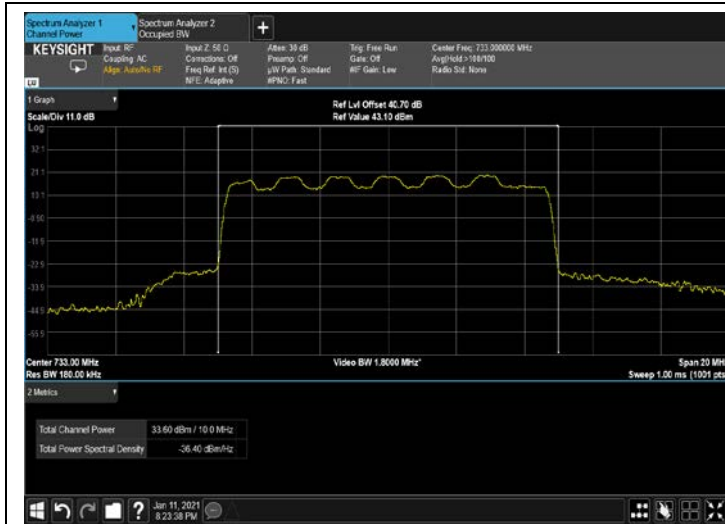 Spectrum Analyzer 1
Channel Power
Spectrum Analyzer 2
Occupied BW
+
KEYSIGHT
Input: RF
Coupling: AC
Align: Auto/No RF
Input Z: 50 Ω
Corrections: Off
Freq Ref: Int (S)
NFE: Adaptive
Atten: 30 dB
Preamp: Off
µW Path: Standard
#PNO: Fast
Trig: Free Run
Gate: Off
#IF Gain: Low
Center Freq: 733.000000 MHz
Avg|Hold:>100/100
Radio Std: None
1 Graph
Scale/Div 11.0 dB
Ref Lvl Offset 40.70 dB
Ref Value 43.10 dBm
Log
32.1
21.1
10.1
-0.90
-11.9
-22.9
-33.9
-44.9
-55.9
Center 733.00 MHz
Res BW 180.00 kHz
Video BW 1.8000 MHz*
Span 20 MH
Sweep 1.00 ms (1001 pts
2 Metrics
Total Channel Power 33.60 dBm / 10.0 MHz
Total Power Spectral Density -36.40 dBm/Hz
?
Jan 11, 2021
8:23:38 PM